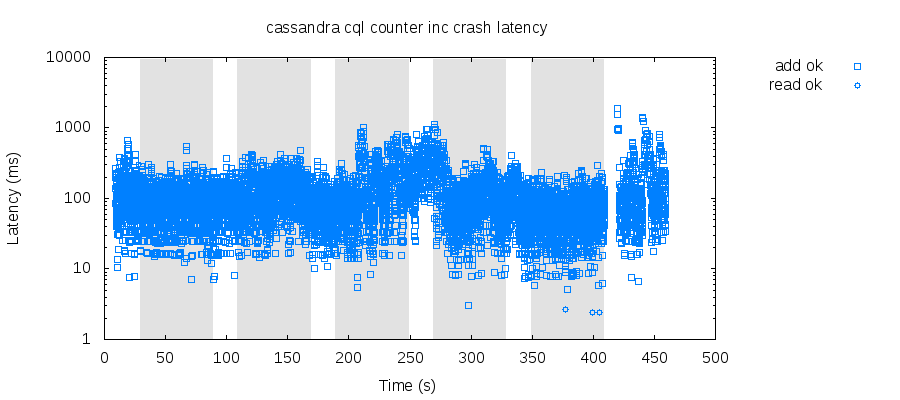 cassandra cql counter inc crash latency
10000
1000
100
10
1
Latency (ms)
0 50 100 150 200 250 300 350 400 450 500
Time (s)
add ok
read ok